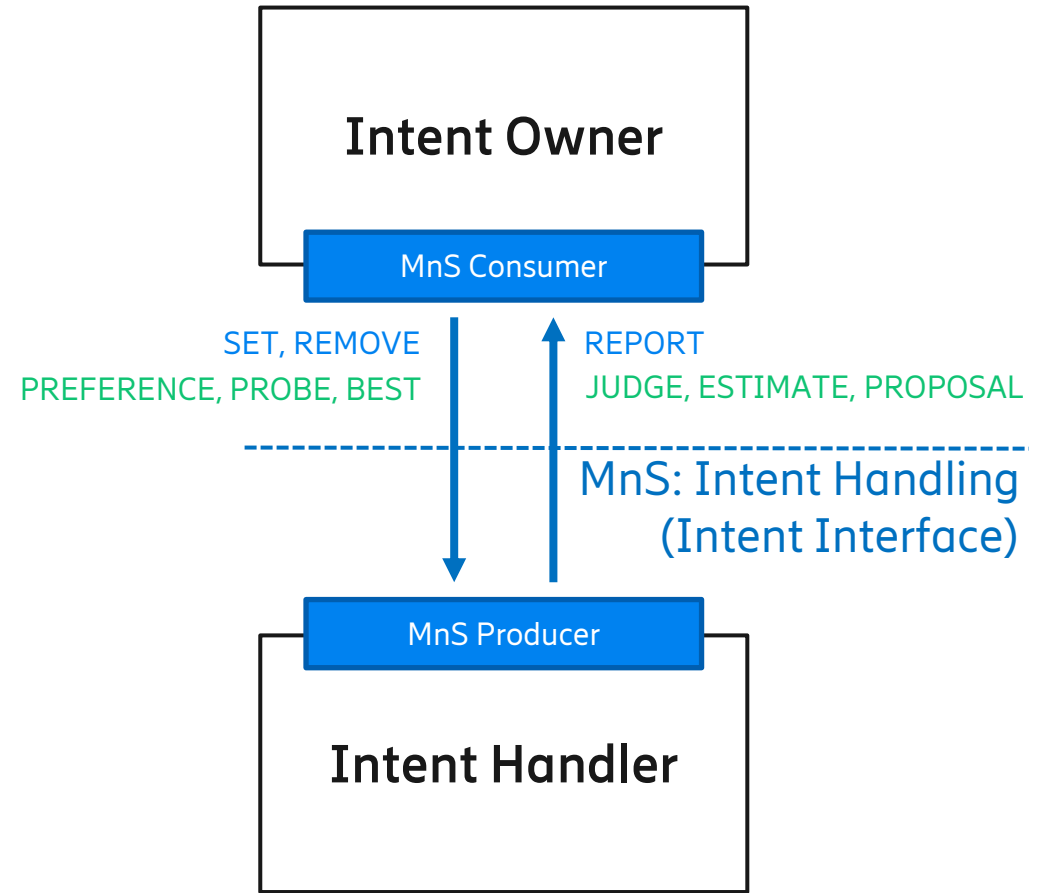 Intent Owner
MnS Consumer
SET, REMOVE
PREFERENCE, PROBE, BEST
REPORT
JUDGE, ESTIMATE, PROPOSAL
MnS: Intent Handling
(Intent Interface)
MnS Producer
Intent Handler